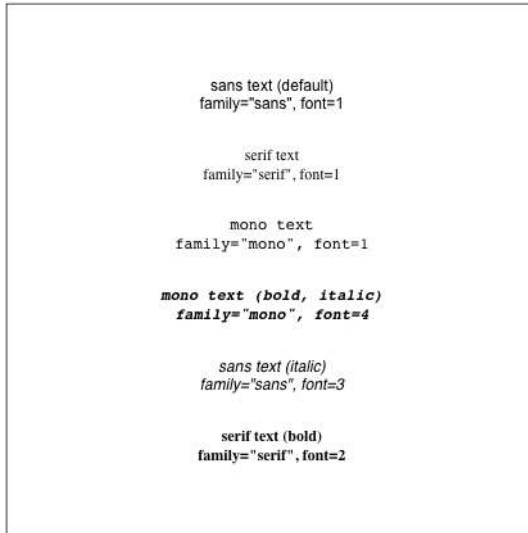 sans text (default)
family="sans", font=1
serif text
family="serif", font=1
mono text
family="mono", font=1
mono text (bold, italic)
family="mono", font=4
sans text (italic)
family="sans", font=3
serif text (bold)
family="serif", font=2